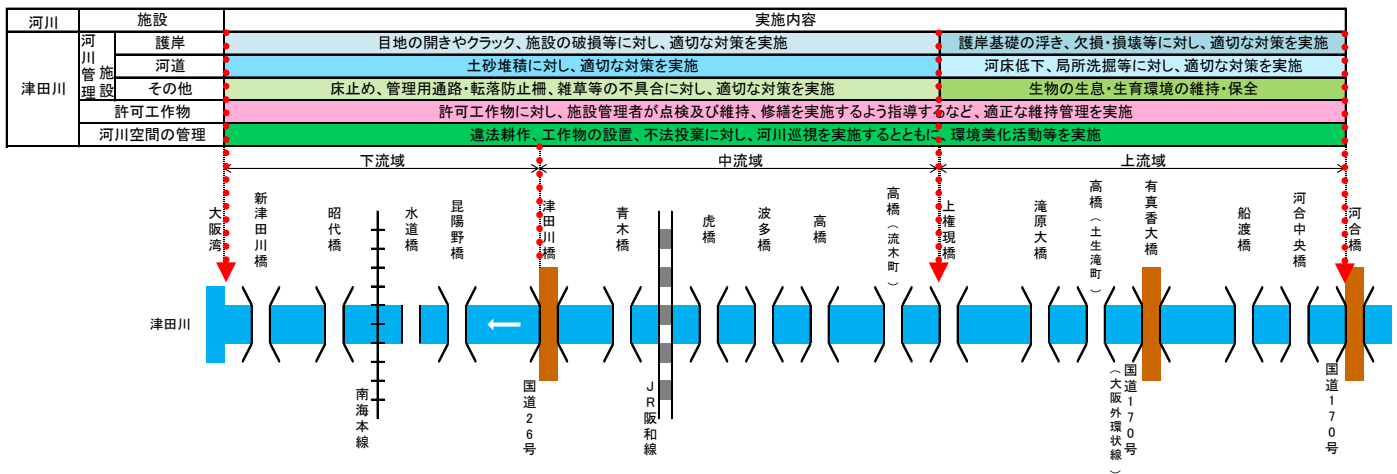 河川 施設 実施内容
津田川 河川管理施設 護岸 目地の開きやクラック、施設の破損等に対し、適切な対策を実施 護岸基礎の浮き、欠損・損壊等に対し、適切な対策を実施
河道 土砂堆積に対し、適切な対策を実施 河床低下、局所洗掘等に対し、適切な対策を実施
その他 床止め、管理用通路・転落防止柵、雑草等の不具合に対し、適切な対策を実施 生物の生息・生育環境の維持・保全
許可工作物 許可工作物に対し、施設管理者が点検及び維持、修繕を実施するよう指導するなど、適正な維持管理を実施
河川空間の管理 違法耕作、工作物の設置、不法投棄に対し、河川巡視を実施するとともに、環境美化活動等を実施
下流域 中流域 上流域
大阪湾
新津田川橋
昭代橋
水道橋
昆陽野橋
津田川橋
青木橋
虎橋
波多橋
高橋
高橋（流木町）
上権現橋
滝原大橋
高橋（土生滝町）
有真香大橋
船渡橋
河合中央橋
河合橋
津田川
南海本線
国道26号
JR阪和線
国道170号
（大阪外環状線）
国道170号